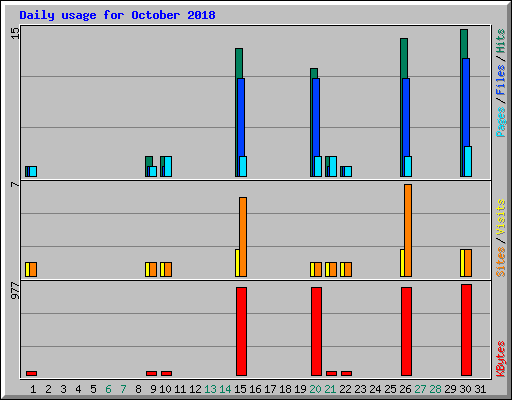 Daily usage for October 2018
15
Pages / Files / Hits
7
Sites / Visits
977
KBytes
1 2 3 4 5 6 7 8 9 10 11 12 13 14 15 16 17 18 19 20 21 22 23 24 25 26 27 28 29 30 31